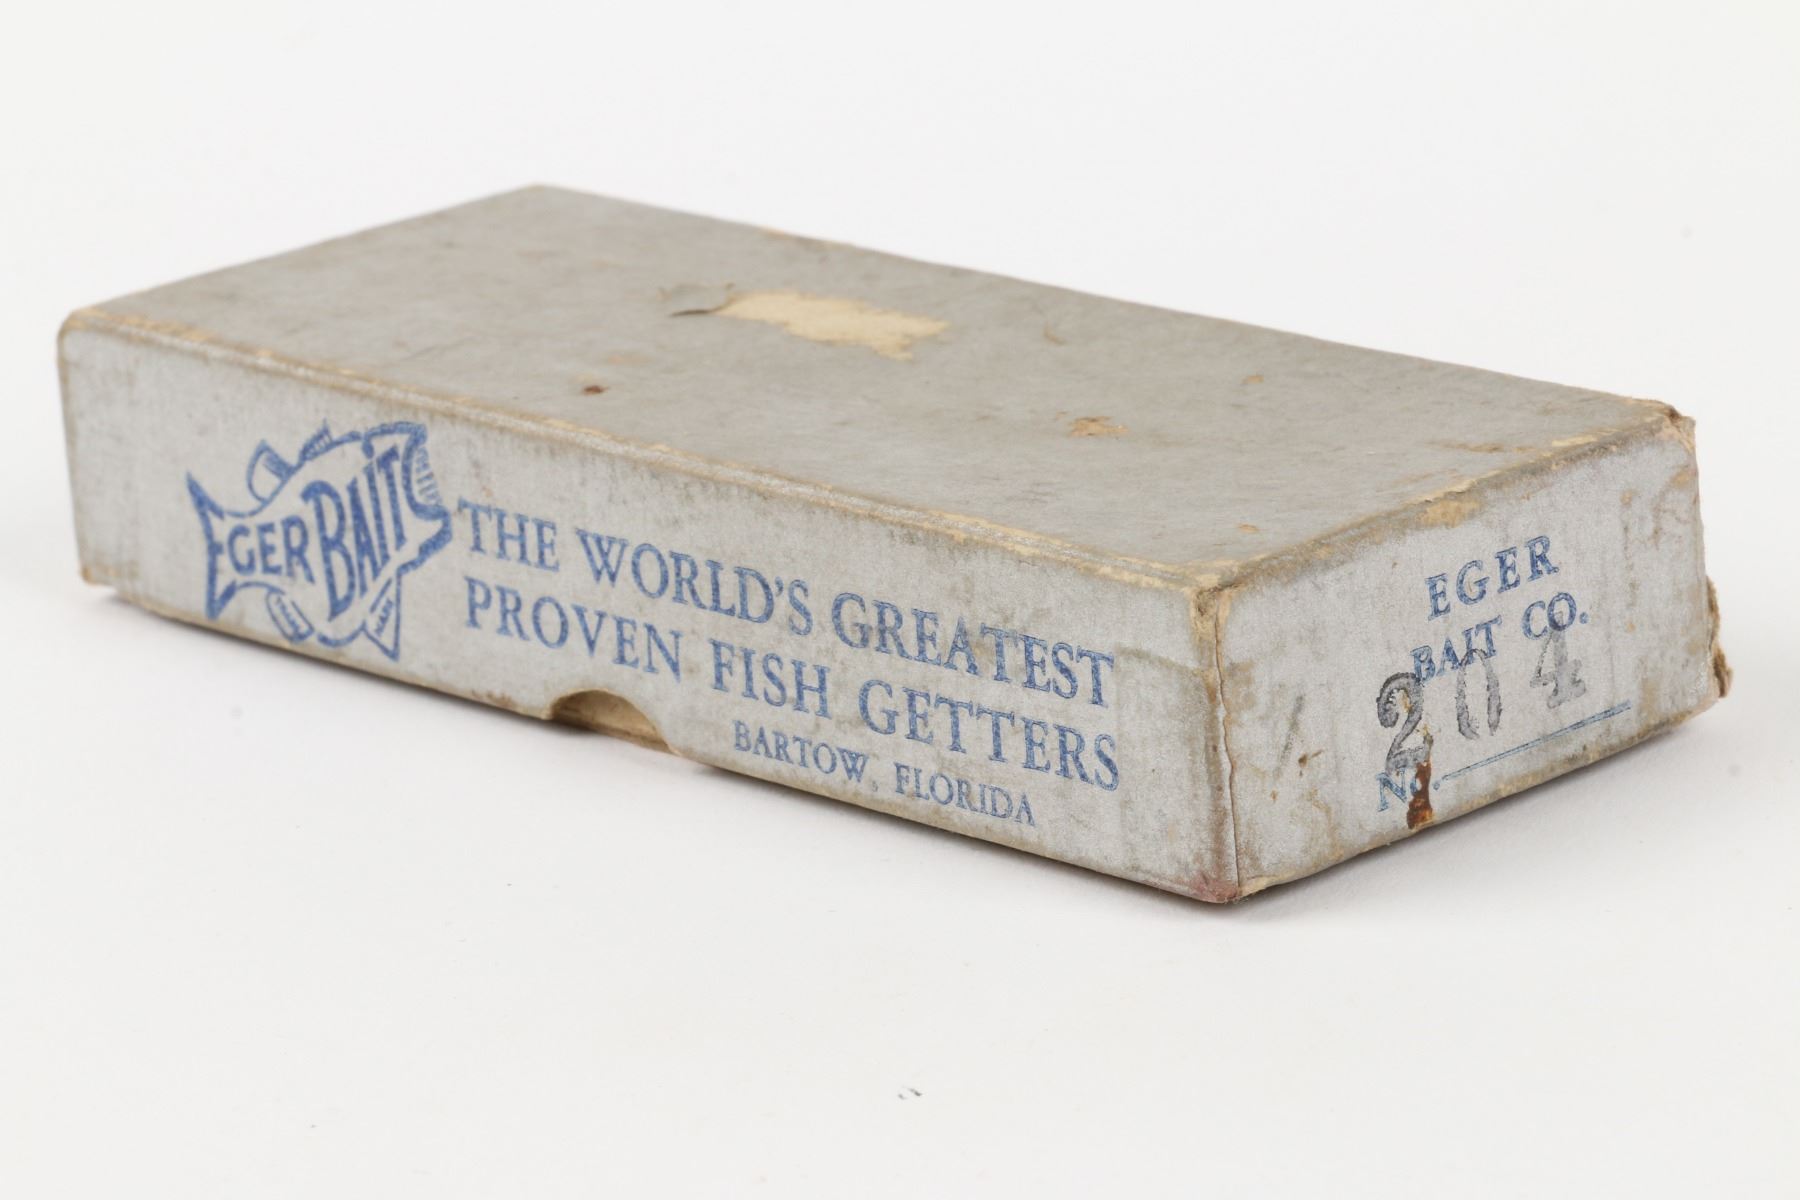 EGER BAITS
THE WORLD'S GREATEST
PROVEN FISH GETTERS
BARTOW, FLORIDA
EGER
BAIT CO.
204
No.